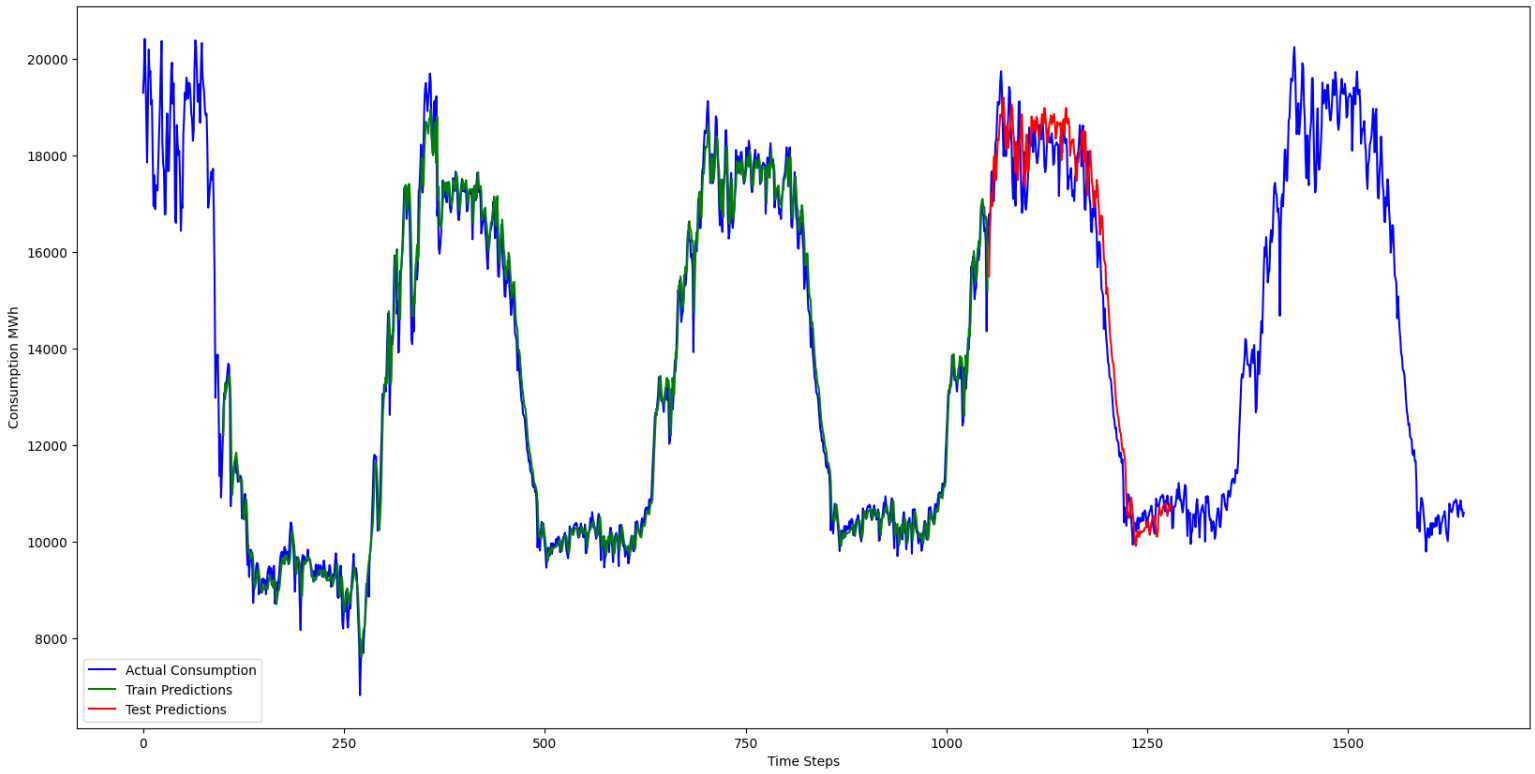 20000
18000
16000
14000
12000
10000
8000
Consumption MWh
Actual Consumption
Train Predictions
Test Predictions
0 250 500 750 1000 1250 1500
Time Steps